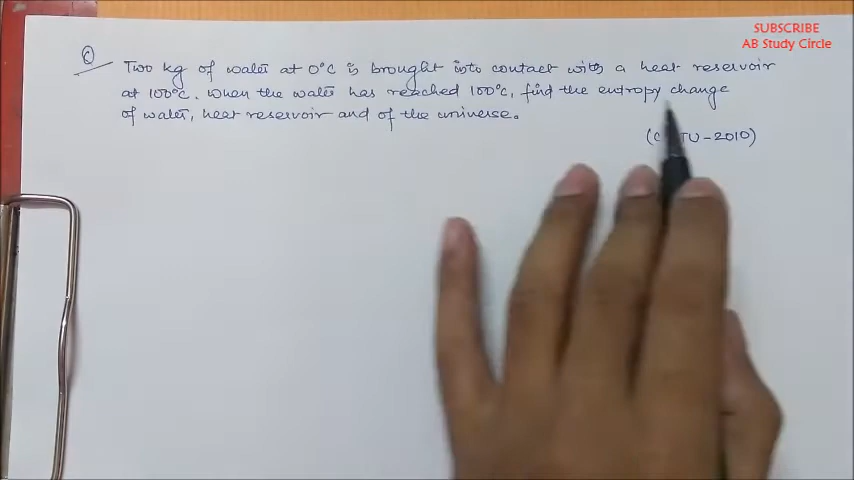 SUBSCRIBE
AB Study Circle
Q
Two kg of water at 0°C is brought into contact with a heat reservoir
at 100°C. When the water has reached 100°C, find the entropy change
of water, heat reservoir and of the universe.
TU-2010)